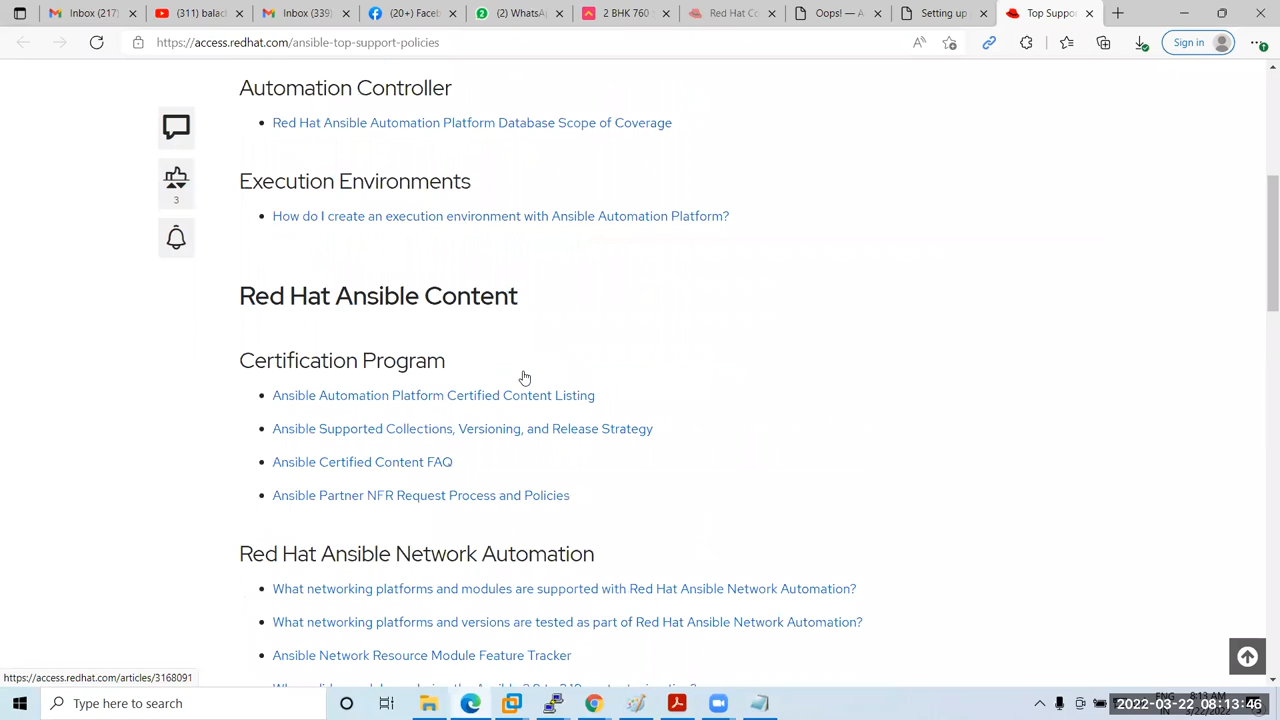 Inbox (217)
(311) balac
Inbox (339)
(20+) Faceb
(2) WhatsA
2 BHK 760
Red Hat Co
Oops! — A
Setting up
Top Suppor
https://access.redhat.com/ansible-top-support-policies
Sign in
Automation Controller
Red Hat Ansible Automation Platform Database Scope of Coverage
Execution Environments
3
How do I create an execution environment with Ansible Automation Platform?
Red Hat Ansible Content
Certification Program
Ansible Automation Platform Certified Content Listing
Ansible Supported Collections, Versioning, and Release Strategy
Ansible Certified Content FAQ
Ansible Partner NFR Request Process and Policies
Red Hat Ansible Network Automation
What networking platforms and modules are supported with Red Hat Ansible Network Automation?
What networking platforms and versions are tested as part of Red Hat Ansible Network Automation?
Ansible Network Resource Module Feature Tracker
https://access.redhat.com/articles/3168091
Type here to search
2022-03-22 08:13:46